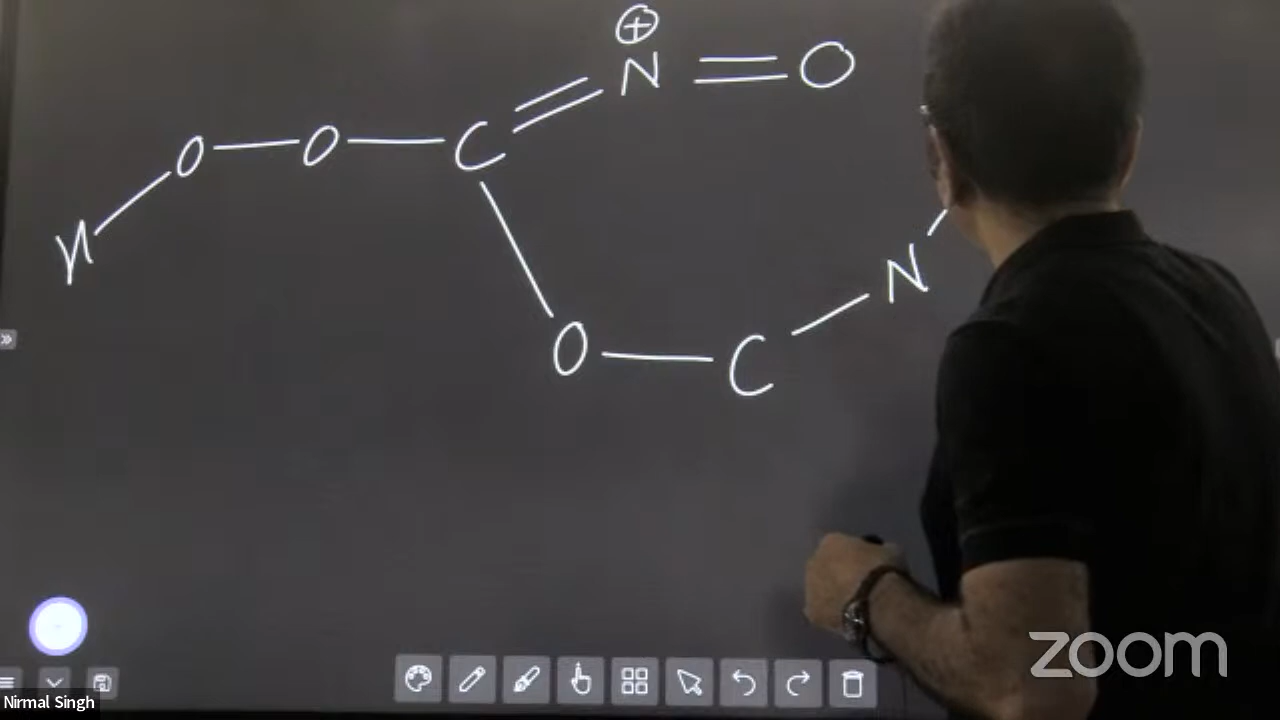 ⊕
N = O
H — O — O — C
N
O — C
Nirmal Singh
zoom